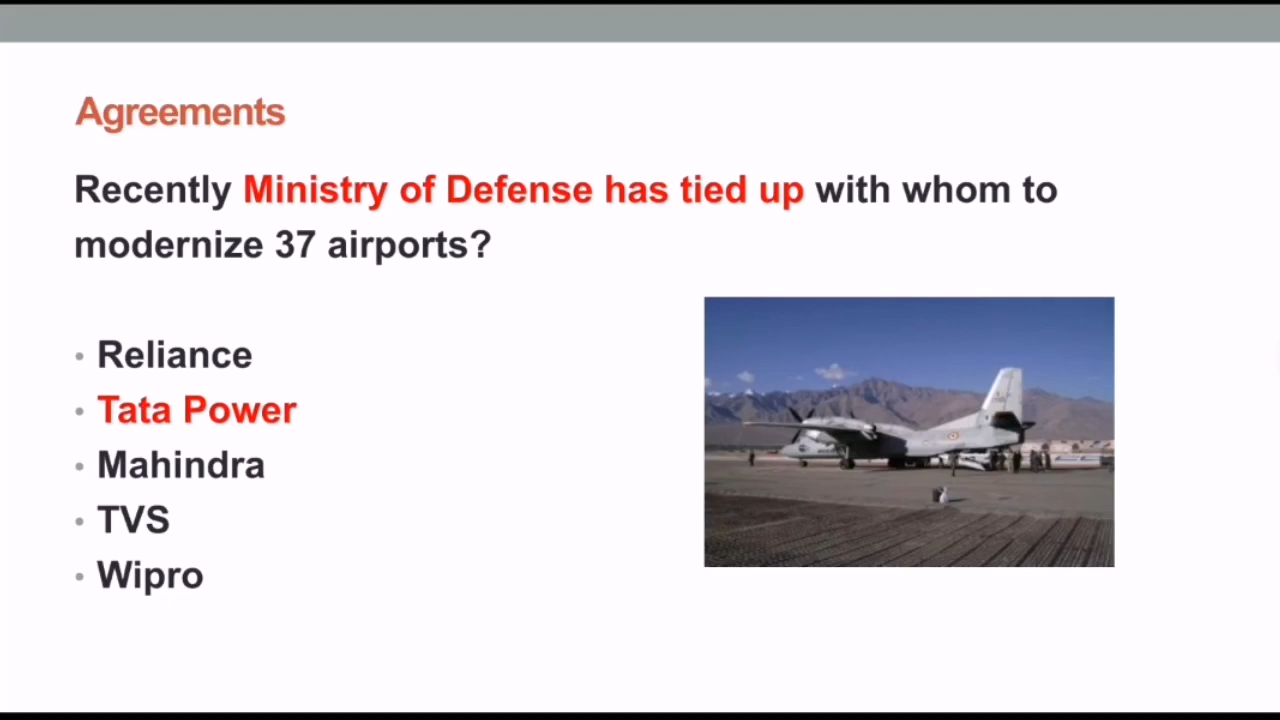 Agreements
Recently Ministry of Defense has tied up with whom to
modernize 37 airports?
• Reliance
• Tata Power
• Mahindra
• TVS
• Wipro